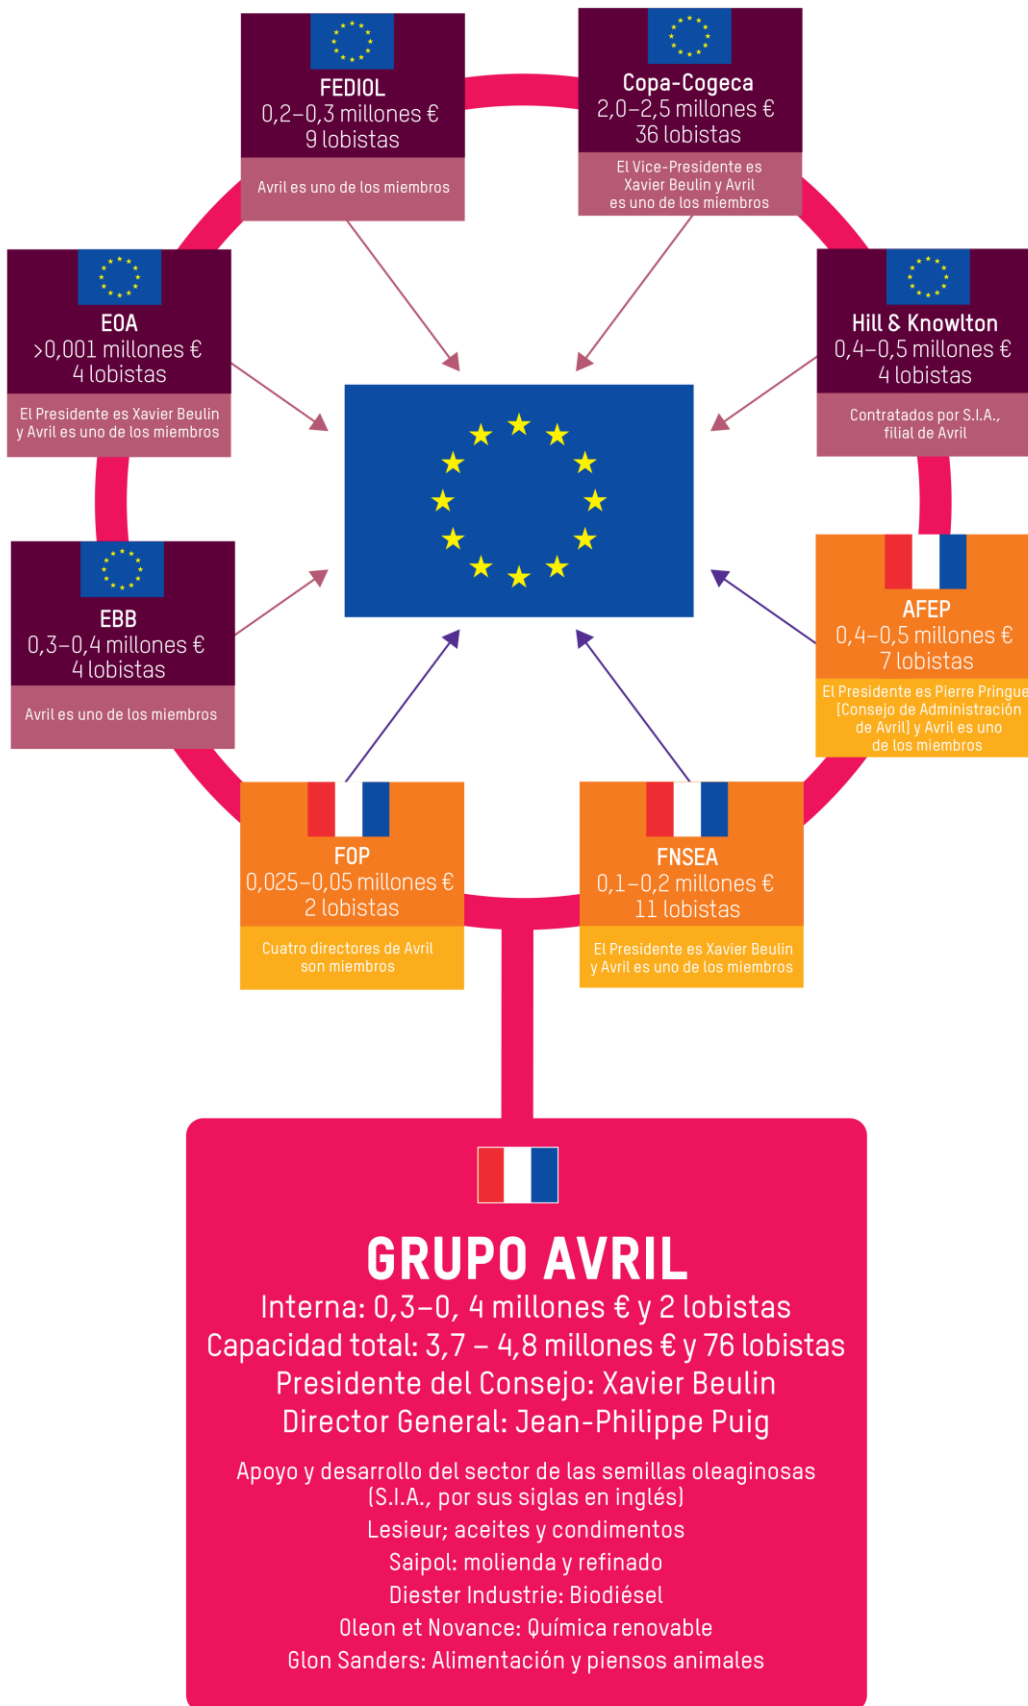 FEDIOL
0,2–0,3 millones €
9 lobistas
Avril es uno de los miembros
Copa-Cogeca
2,0–2,5 millones €
36 lobistas
El Vice-Presidente es
Xavier Beulin y Avril
es uno de los miembros
EOA
>0,001 millones €
4 lobistas
El Presidente es Xavier Beulin
y Avril es uno de los miembros
Hill & Knowlton
0,4–0,5 millones €
4 lobistas
Contratados por S.I.A.,
filial de Avril
EBB
0,3–0,4 millones €
4 lobistas
Avril es uno de los miembros
AFEP
0,4–0,5 millones €
7 lobistas
El Presidente es Pierre Pringue
(Consejo de Administración
de Avril) y Avril es uno
de los miembros
FOP
0,025–0,05 millones €
2 lobistas
Cuatro directores de Avril
son miembros
FNSEA
0,1–0,2 millones €
11 lobistas
El Presidente es Xavier Beulin
y Avril es uno de los miembros
GRUPO AVRIL
Interna: 0,3–0, 4 millones € y 2 lobistas
Capacidad total: 3,7 – 4,8 millones € y 76 lobistas
Presidente del Consejo: Xavier Beulin
Director General: Jean-Philippe Puig
Apoyo y desarrollo del sector de las semillas oleaginosas
(S.I.A., por sus siglas en inglés)
Lesieur; aceites y condimentos
Saipol: molienda y refinado
Diester Industrie: Biodiésel
Oleon et Novance: Química renovable
Glon Sanders: Alimentación y piensos animales